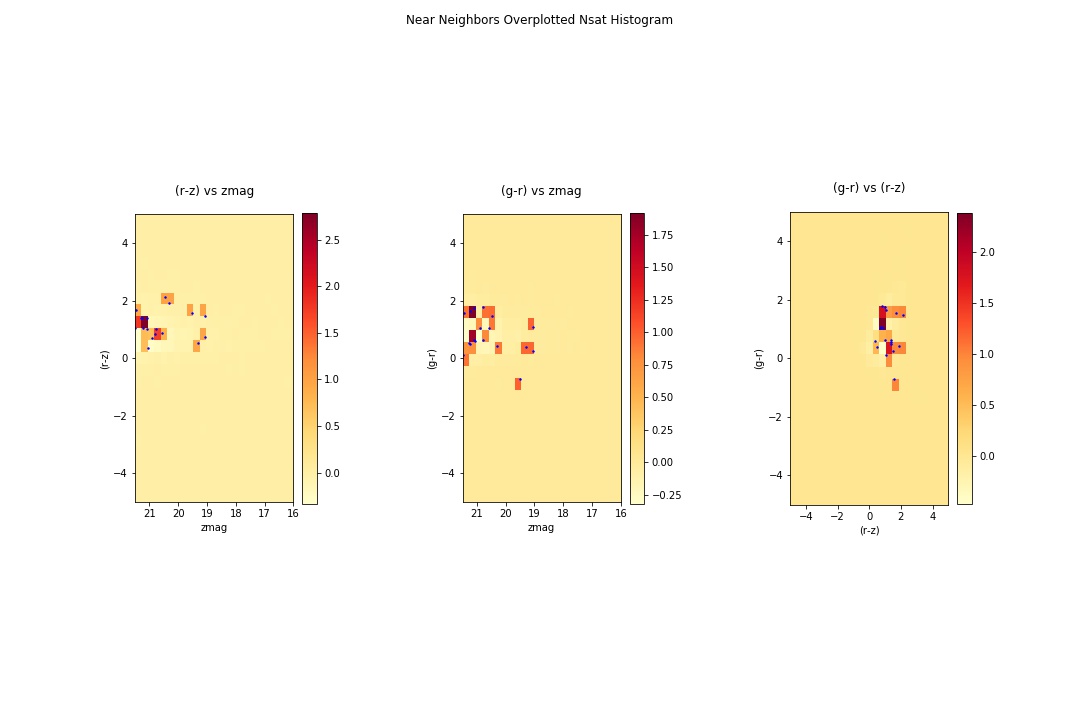 Near Neighbors Overplotted Nsat Histogram
(r-z) vs zmag
4
2
0
−2
−4
(r-z)
21 20 19 18 17 16
zmag
2.5
2.0
1.5
1.0
0.5
0.0
(g-r) vs zmag
4
2
0
−2
−4
(g-r)
21 20 19 18 17 16
zmag
1.75
1.50
1.25
1.00
0.75
0.50
0.25
0.00
−0.25
(g-r) vs (r-z)
4
2
0
−2
−4
(g-r)
−4 −2 0 2 4
(r-z)
2.0
1.5
1.0
0.5
0.0